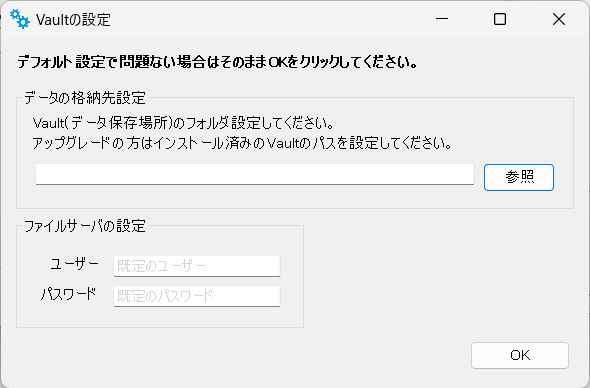 Vaultの設定
デフォルト設定で問題ない場合はそのままOKをクリックしてください。
データの格納先設定
Vault(データ保存場所)のフォルダ設定してください。
アップグレードの方はインストール済みのVaultのパスを設定してください。
参照
ファイルサーバの設定
ユーザー 既定のユーザー
パスワード 既定のパスワード
OK